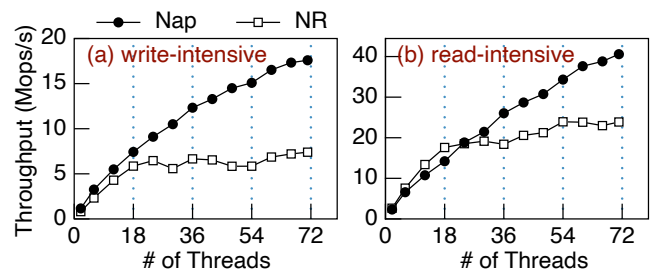 Nap NR
(a) write-intensive
(b) read-intensive
Throughput (Mops/s)
20
15
10
5
0
0 18 36 54 72
# of Threads
40
30
20
10
0
0 18 36 54 72
# of Threads